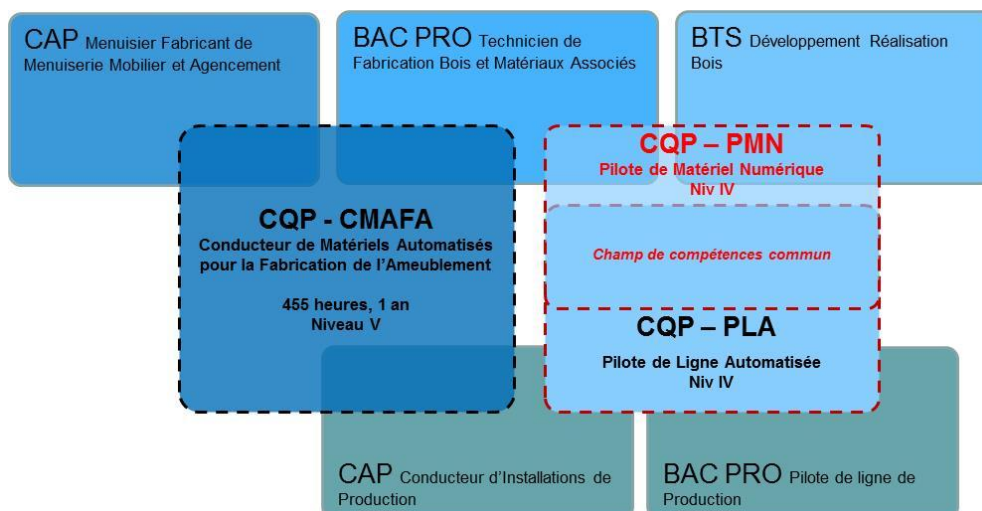 CAP Menuisier Fabricant de
Menuiserie Mobilier et Agencement
BAC PRO Technicien de
Fabrication Bois et Matériaux Associés
BTS Développement Réalisation
Bois
CQP - CMAFA
Conducteur de Matériels Automatisés
pour la Fabrication de l'Ameublement
455 heures, 1 an
Niveau V
CQP – PMN
Pilote de Matériel Numérique
Niv IV
Champ de compétences commun
CQP – PLA
Pilote de Ligne Automatisée
Niv IV
CAP Conducteur d'Installations de
Production
BAC PRO Pilote de ligne de
Production